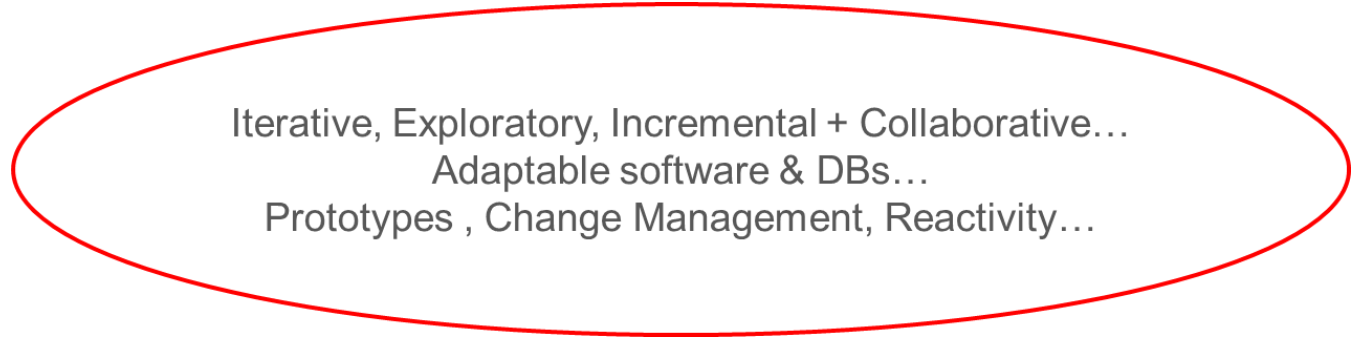 Iterative, Exploratory, Incremental + Collaborative…
Adaptable software & DBs…
Prototypes , Change Management, Reactivity…